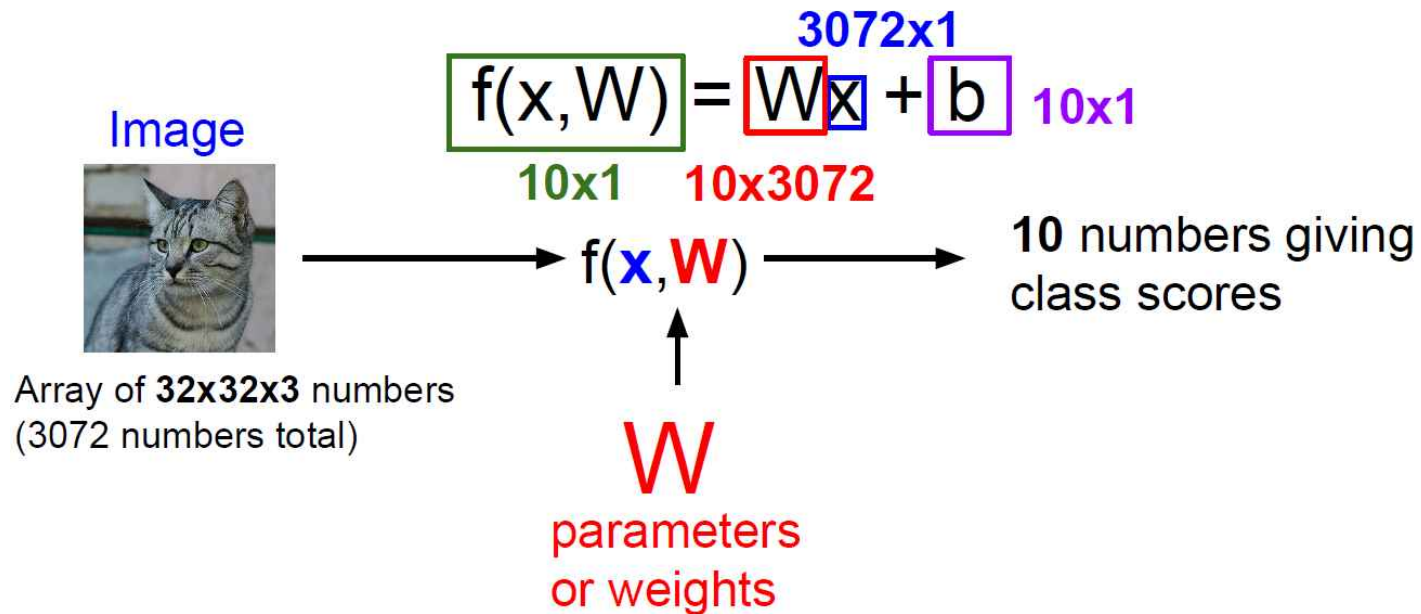 3072x1
f(x,W) = Wx + b
10x1
10x1
10x3072
Image
f(x,W)
10 numbers giving
class scores
Array of 32x32x3 numbers
(3072 numbers total)
W
parameters
or weights